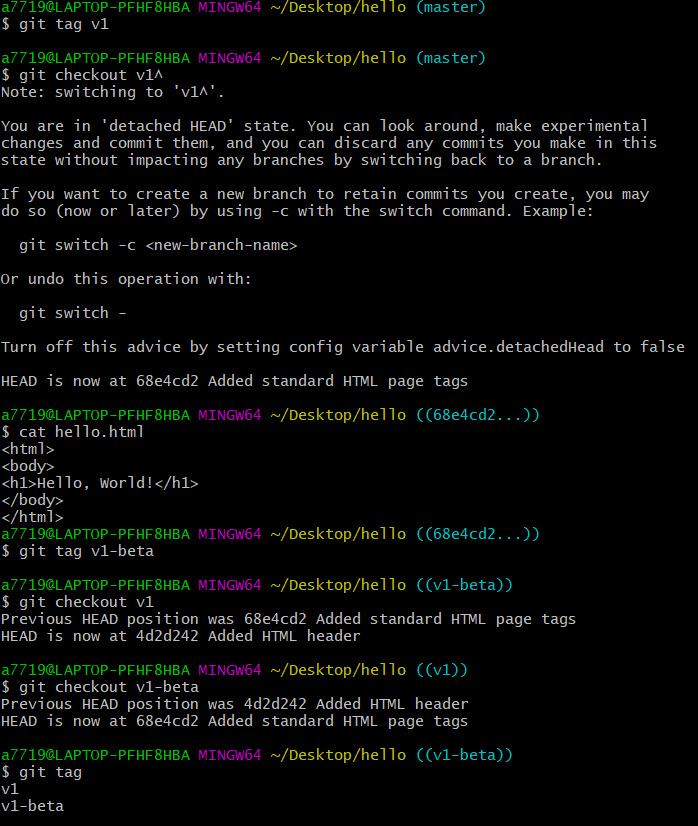 a7719@LAPTOP-PFHF8HBA MINGW64 ~/Desktop/hello (master)
$ git tag v1
a7719@LAPTOP-PFHF8HBA MINGW64 ~/Desktop/hello (master)
$ git checkout v1^
Note: switching to 'v1^'.
You are in 'detached HEAD' state. You can look around, make experimental
changes and commit them, and you can discard any commits you make in this
state without impacting any branches by switching back to a branch.
If you want to create a new branch to retain commits you create, you may
do so (now or later) by using -c with the switch command. Example:
git switch -c <new-branch-name>
Or undo this operation with:
git switch -
Turn off this advice by setting config variable advice.detachedHead to false
HEAD is now at 68e4cd2 Added standard HTML page tags
a7719@LAPTOP-PFHF8HBA MINGW64 ~/Desktop/hello ((68e4cd2...))
$ cat hello.html
<html>
<body>
<h1>Hello, World!</h1>
</body>
</html>
a7719@LAPTOP-PFHF8HBA MINGW64 ~/Desktop/hello ((68e4cd2...))
$ git tag v1-beta
a7719@LAPTOP-PFHF8HBA MINGW64 ~/Desktop/hello ((v1-beta))
$ git checkout v1
Previous HEAD position was 68e4cd2 Added standard HTML page tags
HEAD is now at 4d2d242 Added HTML header
a7719@LAPTOP-PFHF8HBA MINGW64 ~/Desktop/hello ((v1))
$ git checkout v1-beta
Previous HEAD position was 4d2d242 Added HTML header
HEAD is now at 68e4cd2 Added standard HTML page tags
a7719@LAPTOP-PFHF8HBA MINGW64 ~/Desktop/hello ((v1-beta))
$ git tag
v1
v1-beta